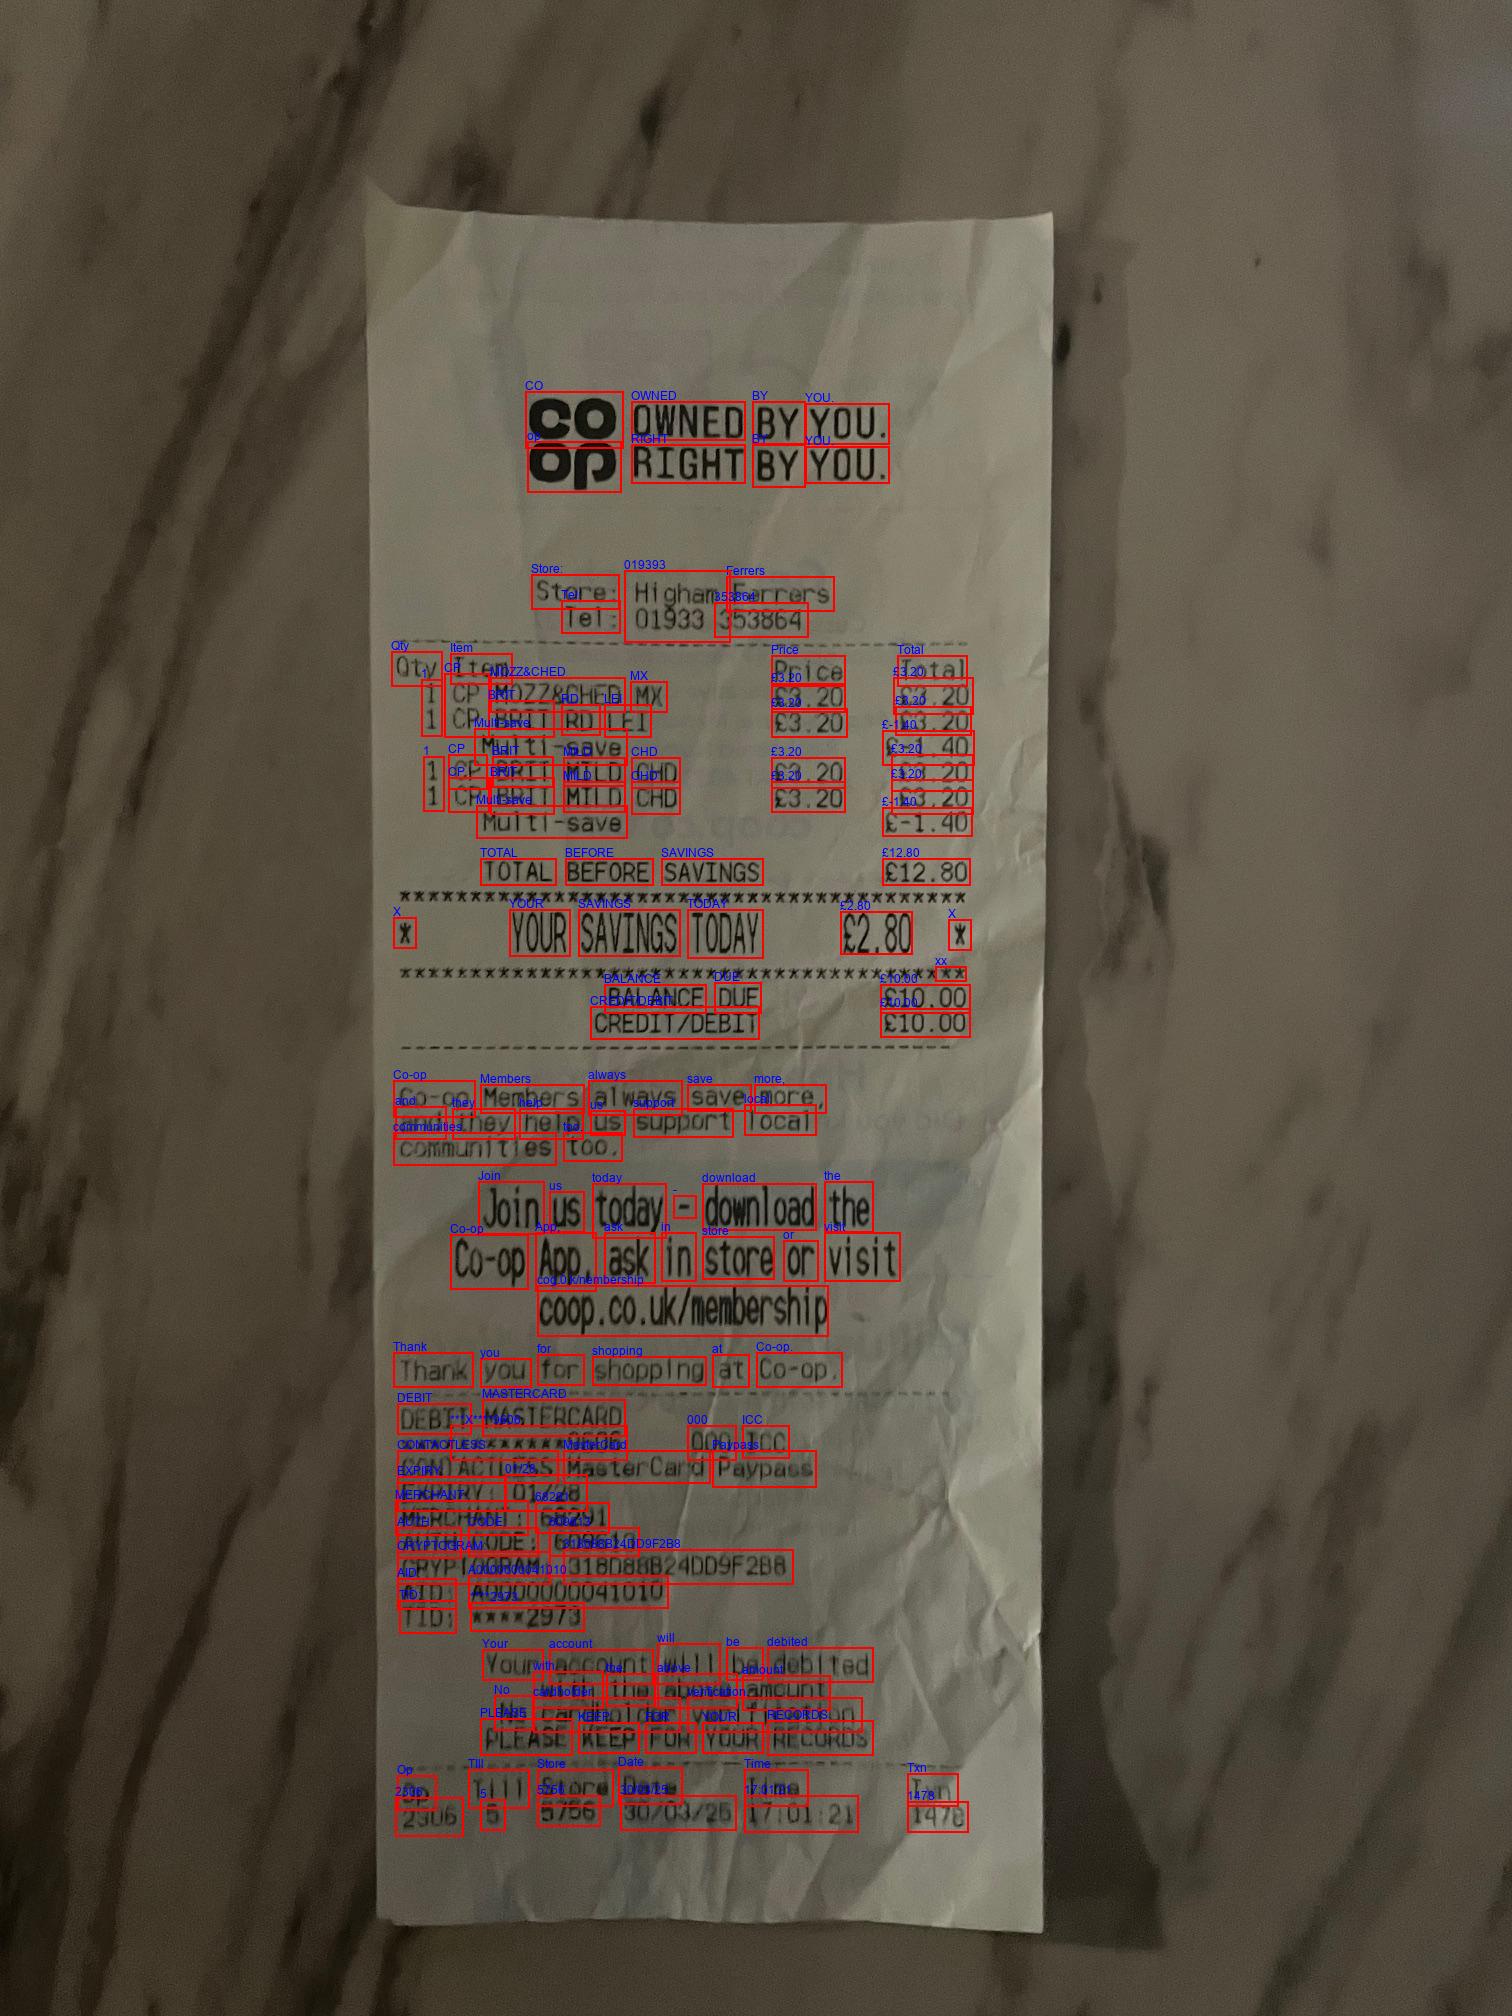 CO OWNED BY YOU.
OP RIGHT BY YOU.
Store: Higham Ferrers
Tel: 01933 353864
Qty Item Price Total
1 CP MOZZ&CHED MX £3.20 £3.20
1 CP BRIT RD LEI £3.20 £3.20
Multi-save £-1.40
1 CP BRIT MILD CHD £3.20 £3.20
1 CP BRIT MILD CHD £3.20 £3.20
Multi-save £-1.40
TOTAL BEFORE SAVINGS £12.80
* YOUR SAVINGS TODAY £2.80 *
BALANCE DUE £10.00
CREDIT/DEBIT £10.00
Co-op Members always save more,
and they help us support local
communities too.
Join us today - download the
Co-op App, ask in store or visit
coop.co.uk/membership
Thank you for shopping at Co-op.
DEBIT MASTERCARD
000 ICC
CONTACTLESS MasterCard Paypass
EXPIRY: 01/28
MERCHANT: 68291
AUTH CODE:
CRYPTOGRAM:
AID: A0000000041010
TID: ****2973
Your account will be debited
with the above amount
No cardholder verification
PLEASE KEEP FOR YOUR RECORDS
Op Till Store Date Time Txn
2306 5 5756 30/03/25 17:01:21 1478